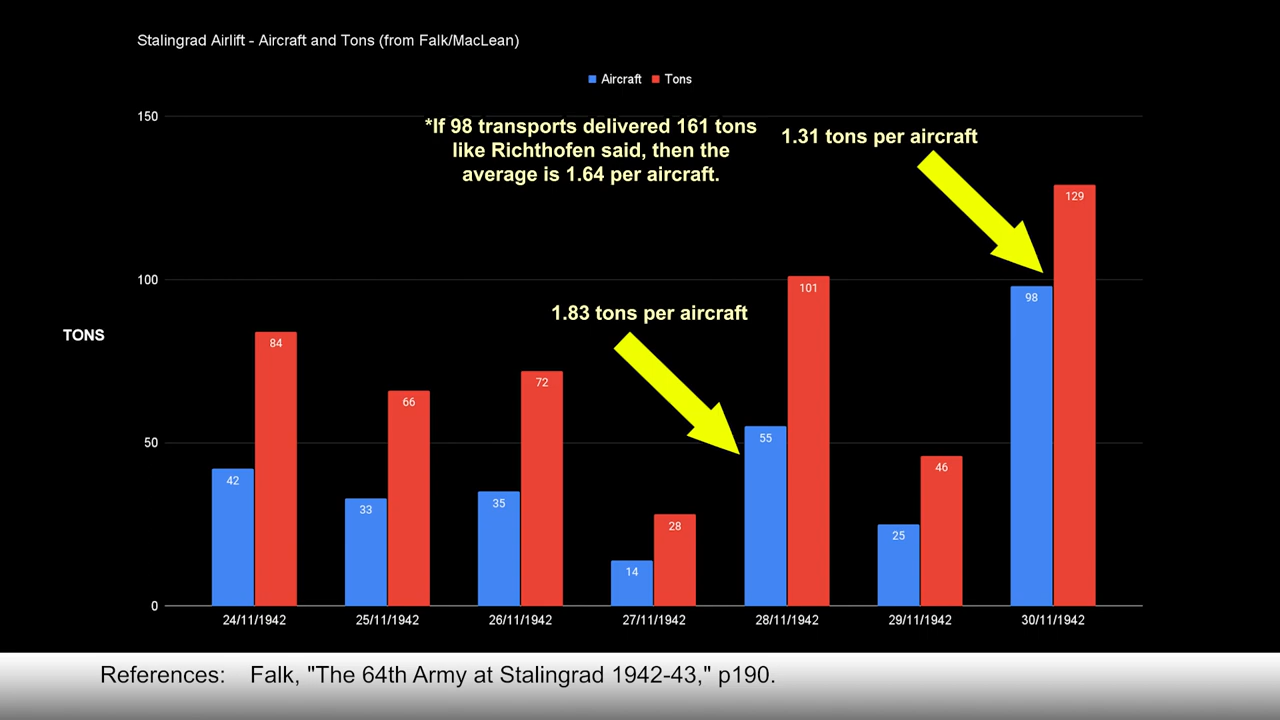 Stalingrad Airlift - Aircraft and Tons (from Falk/MacLean)
Aircraft Tons
150
*If 98 transports delivered 161 tons
like Richthofen said, then the
average is 1.64 per aircraft.
1.31 tons per aircraft
129
100
101
98
1.83 tons per aircraft
TONS
84
72
66
50
55
46
42
35
33
28
25
14
0
24/11/1942 25/11/1942 26/11/1942 27/11/1942 28/11/1942 29/11/1942 30/11/1942
References: Falk, "The 64th Army at Stalingrad 1942-43," p190.